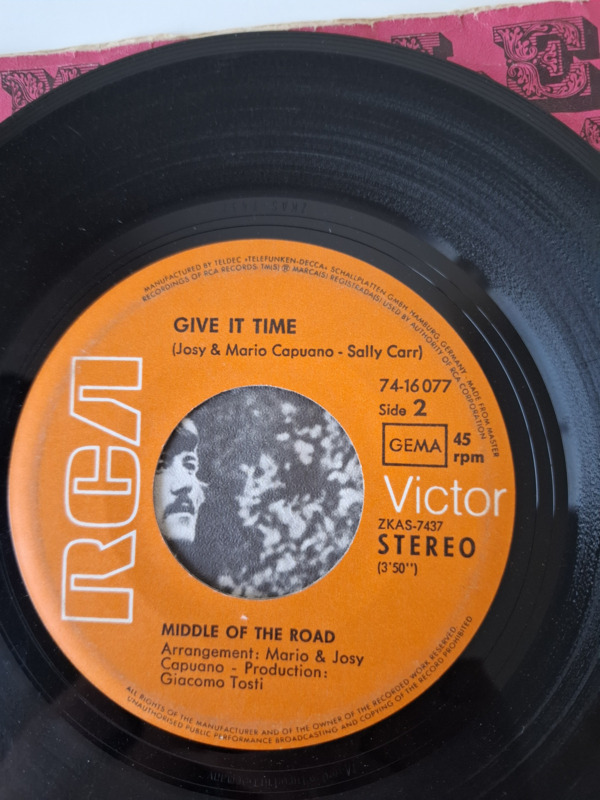 MANUFACTURED BY TELDEC »TELEFUNKEN-DECCA« SCHALLPLATTEN GMBH, HAMBURG, GERMANY · MADE FROM MASTER
RECORDINGS OF RCA RECORDS. TM(S) ® MARCA(S) REGISTRADA(S) USED BY AUTHORITY OF RCA CORPORATION
GIVE IT TIME
(Josy & Mario Capuano - Sally Carr)
74-16 077
Side 2
GEMA
45
rpm
RCA
Victor
ZKAS-7437
STEREO
(3'50'')
MIDDLE OF THE ROAD
Arrangement: Mario & Josy
Capuano - Production:
Giacomo Tosti
ALL RIGHTS OF THE MANUFACTURER AND OF THE OWNER OF THE RECORDED WORK RESERVED.
UNAUTHORISED PUBLIC PERFORMANCE BROADCASTING AND COPYING OF THE RECORD PROHIBITED